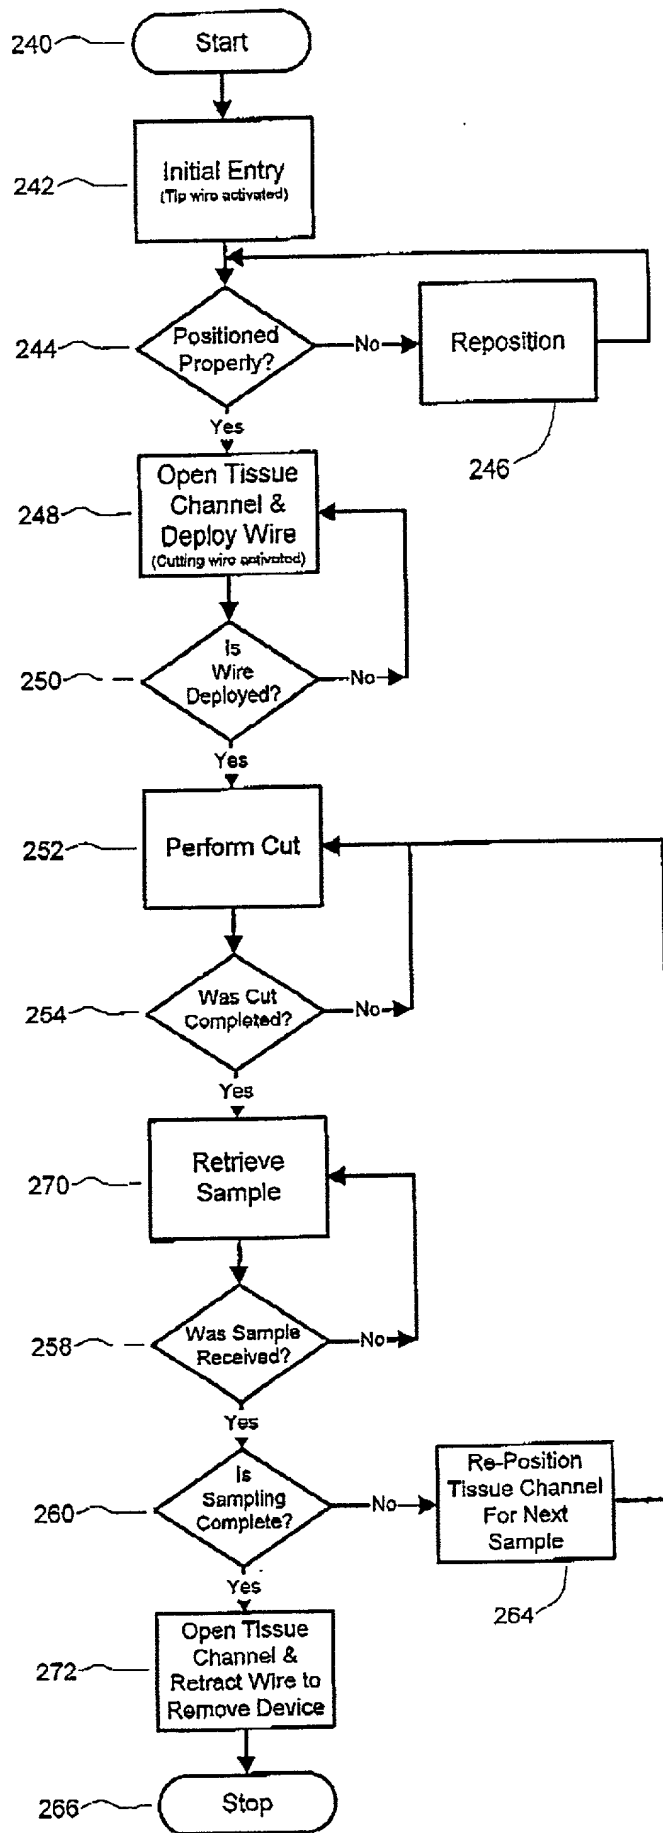 240
Start
242
Initial Entry
(Tip wire activated)
244
Positioned
Properly?
No
Reposition
246
Yes
248
Open Tissue
Channel &
Deploy Wire
(Cutting wire activated)
250
Is
Wire
Deployed?
No
Yes
252
Perform Cut
254
Was Cut
Completed?
No
Yes
270
Retrieve
Sample
258
Was Sample
Received?
No
Yes
260
Is
Sampling
Complete?
No
Re-Position
Tissue Channel
For Next
Sample
264
Yes
272
Open Tissue
Channel &
Retract Wire to
Remove Device
266
Stop